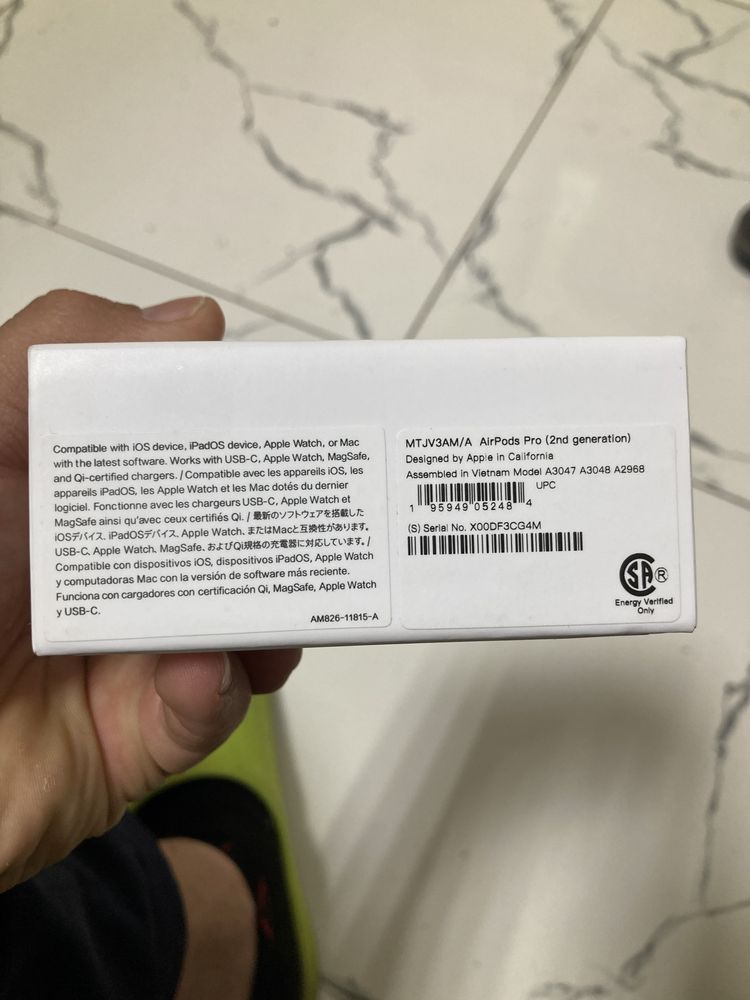 Compatible with iOS device, iPadOS device, Apple Watch, or Mac
with the latest software. Works with USB-C, Apple Watch, MagSafe,
and Qi-certified chargers. / Compatible avec les appareils iOS, les
appareils iPadOS, les Apple Watch et les Mac dotés du dernier
logiciel. Fonctionne avec les chargeurs USB-C, Apple Watch et
MagSafe ainsi qu'avec ceux certifiés Qi. / 最新のソフトウェアを搭載した
iOSデバイス、iPadOSデバイス、Apple Watch、またはMacと互換性があります。
USB-C、Apple Watch、MagSafe、およびQi規格の充電器に対応しています。/
Compatible con dispositivos iOS, dispositivos iPadOS, Apple Watch
y computadoras Mac con la versión de software más reciente.
Funciona con cargadores con certificación Qi, MagSafe, Apple Watch
y USB-C.
AM826-11815-A
MTJV3AM/A AirPods Pro (2nd generation)
Designed by Apple in California
Assembled in Vietnam Model A3047 A3048 A2968
UPC
1 95949 05248 4
(S) Serial No. X00DF3CG4M
SA ®
Energy Verified
Only